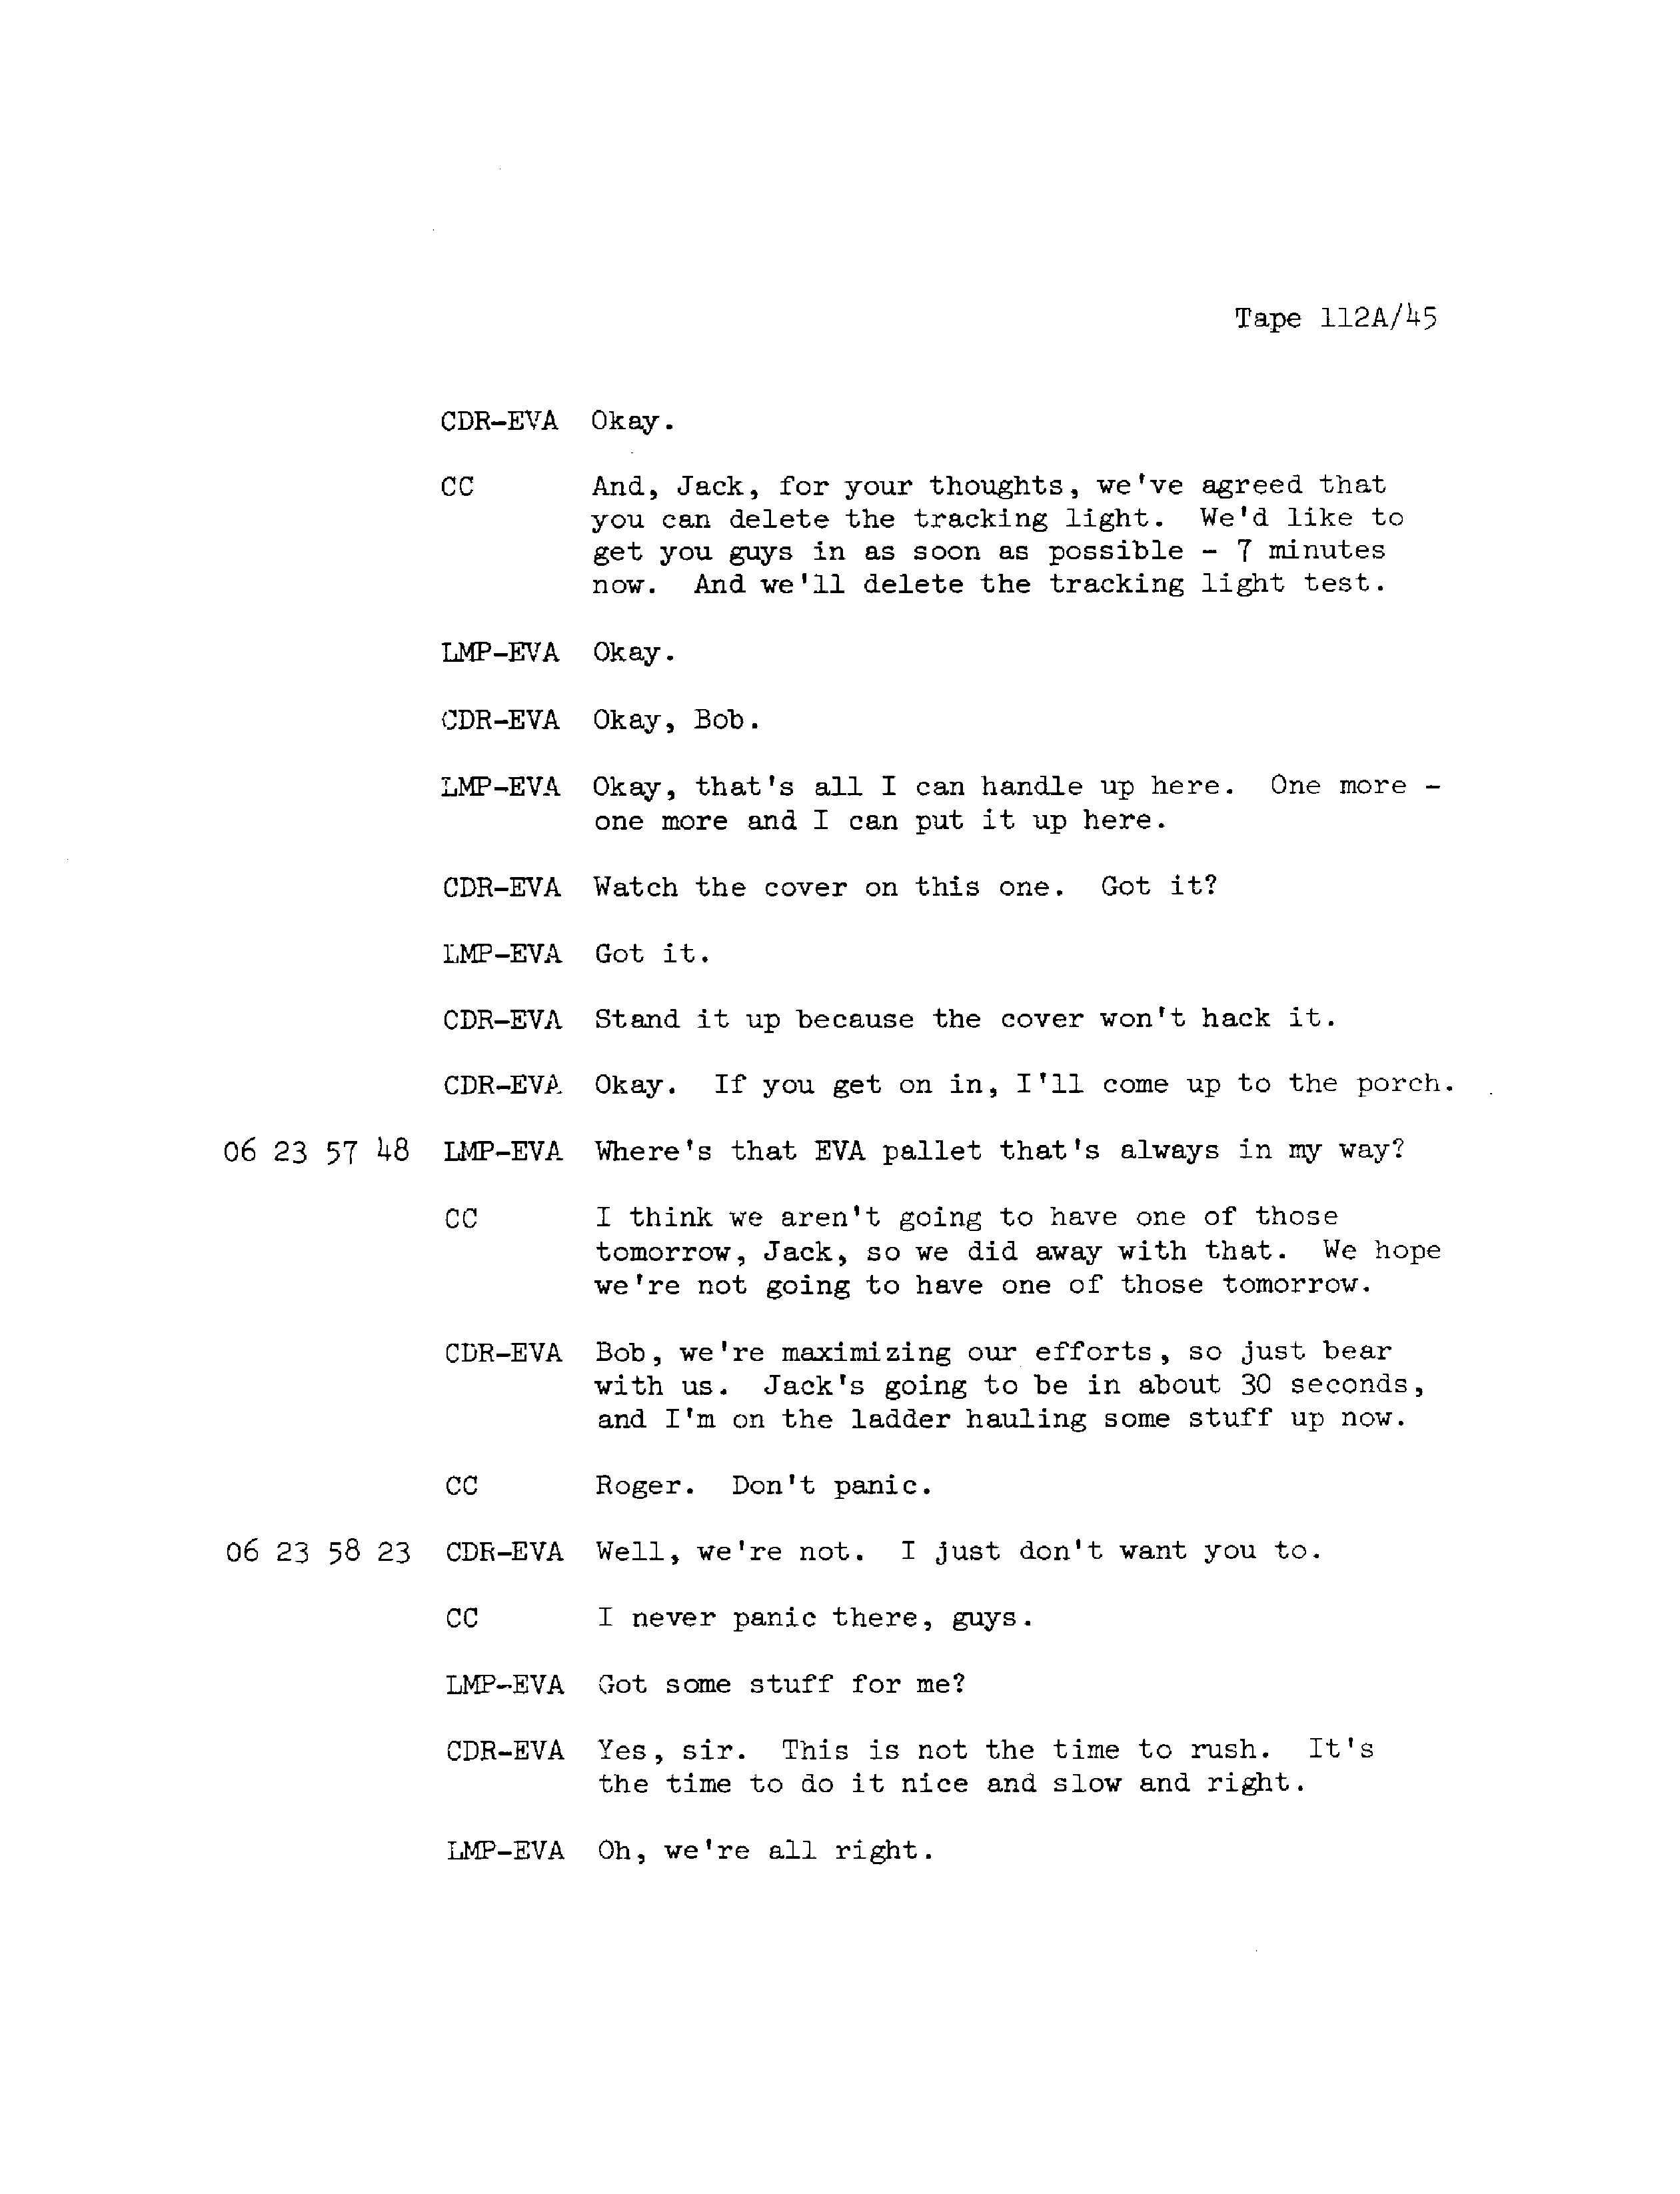 Tape 112A/45
CDR-EVA Okay.
CC And, Jack, for your thoughts, we've agreed that
you can delete the tracking light. We'd like to
get you guys in as soon as possible - 7 minutes
now. And we'll delete the tracking light test.
LMP-EVA Okay.
CDR-EVA Okay, Bob.
LMP-EVA Okay, that's all I can handle up here. One more -
one more and I can put it up here.
CDR-EVA Watch the cover on this one. Got it?
LMP-EVA Got it.
CDR-EVA Stand it up because the cover won't hack it.
CDR-EVA Okay. If you get on in, I'll come up to the porch.
06 23 57 48 LMP-EVA Where's that EVA pallet that's always in my way?
CC I think we aren't going to have one of those
tomorrow, Jack, so we did away with that. We hope
we're not going to have one of those tomorrow.
CDR-EVA Bob, we're maximizing our efforts, so just bear
with us. Jack's going to be in about 30 seconds,
and I'm on the ladder hauling some stuff up now.
CC Roger. Don't panic.
06 23 58 23 CDR-EVA Well, we're not. I just don't want you to.
CC I never panic there, guys.
LMP-EVA Got some stuff for me?
CDR-EVA Yes, sir. This is not the time to rush. It's
the time to do it nice and slow and right.
LMP-EVA Oh, we're all right.